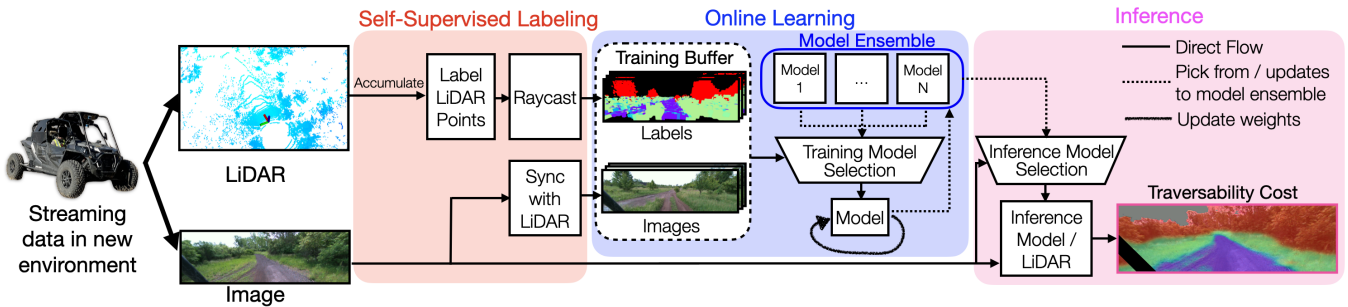 Self-Supervised Labeling
Online Learning
Inference
Streaming
data in new
environment
LiDAR
Image
Accumulate
Label
LiDAR
Points
Raycast
Sync
with
LiDAR
Training Buffer
Labels
Images
Model Ensemble
Model
1
...
Model
N
Training Model
Selection
Model
Direct Flow
Pick from / updates
to model ensemble
Update weights
Inference Model
Selection
Inference
Model /
LiDAR
Traversability Cost